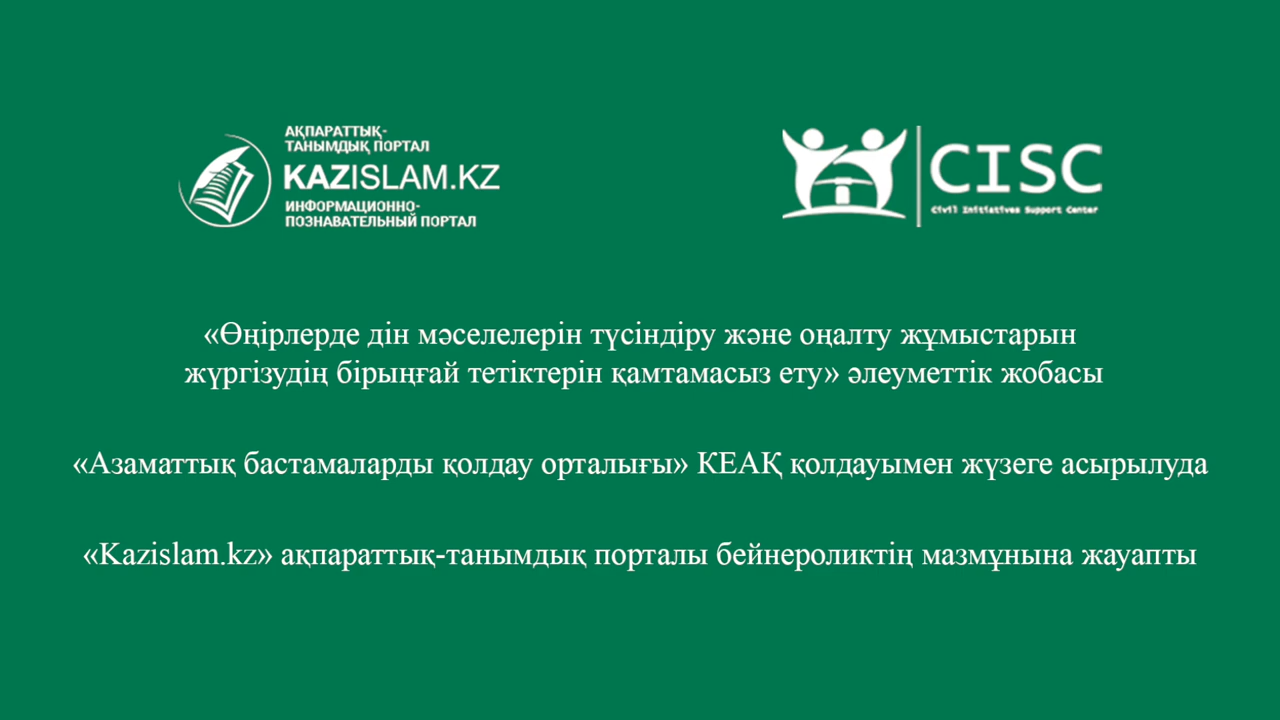 АҚПАРАТТЫҚ-
ТАНЫМДЫҚ ПОРТАЛ
KAZISLAM.KZ
ИНФОРМАЦИОННО-
ПОЗНАВАТЕЛЬНЫЙ ПОРТАЛ
CISC
Civil Initiatives Support Center
«Өңірлерде дін мәселелерін түсіндіру және оңалту жұмыстарын
жүргізудің бірыңғай тетіктерін қамтамасыз ету» әлеуметтік жобасы
«Азаматтық бастамаларды қолдау орталығы» КЕАҚ қолдауымен жүзеге асырылуда
«Kazislam.kz» ақпараттық-танымдық порталы бейнероликтің мазмұнына жауапты